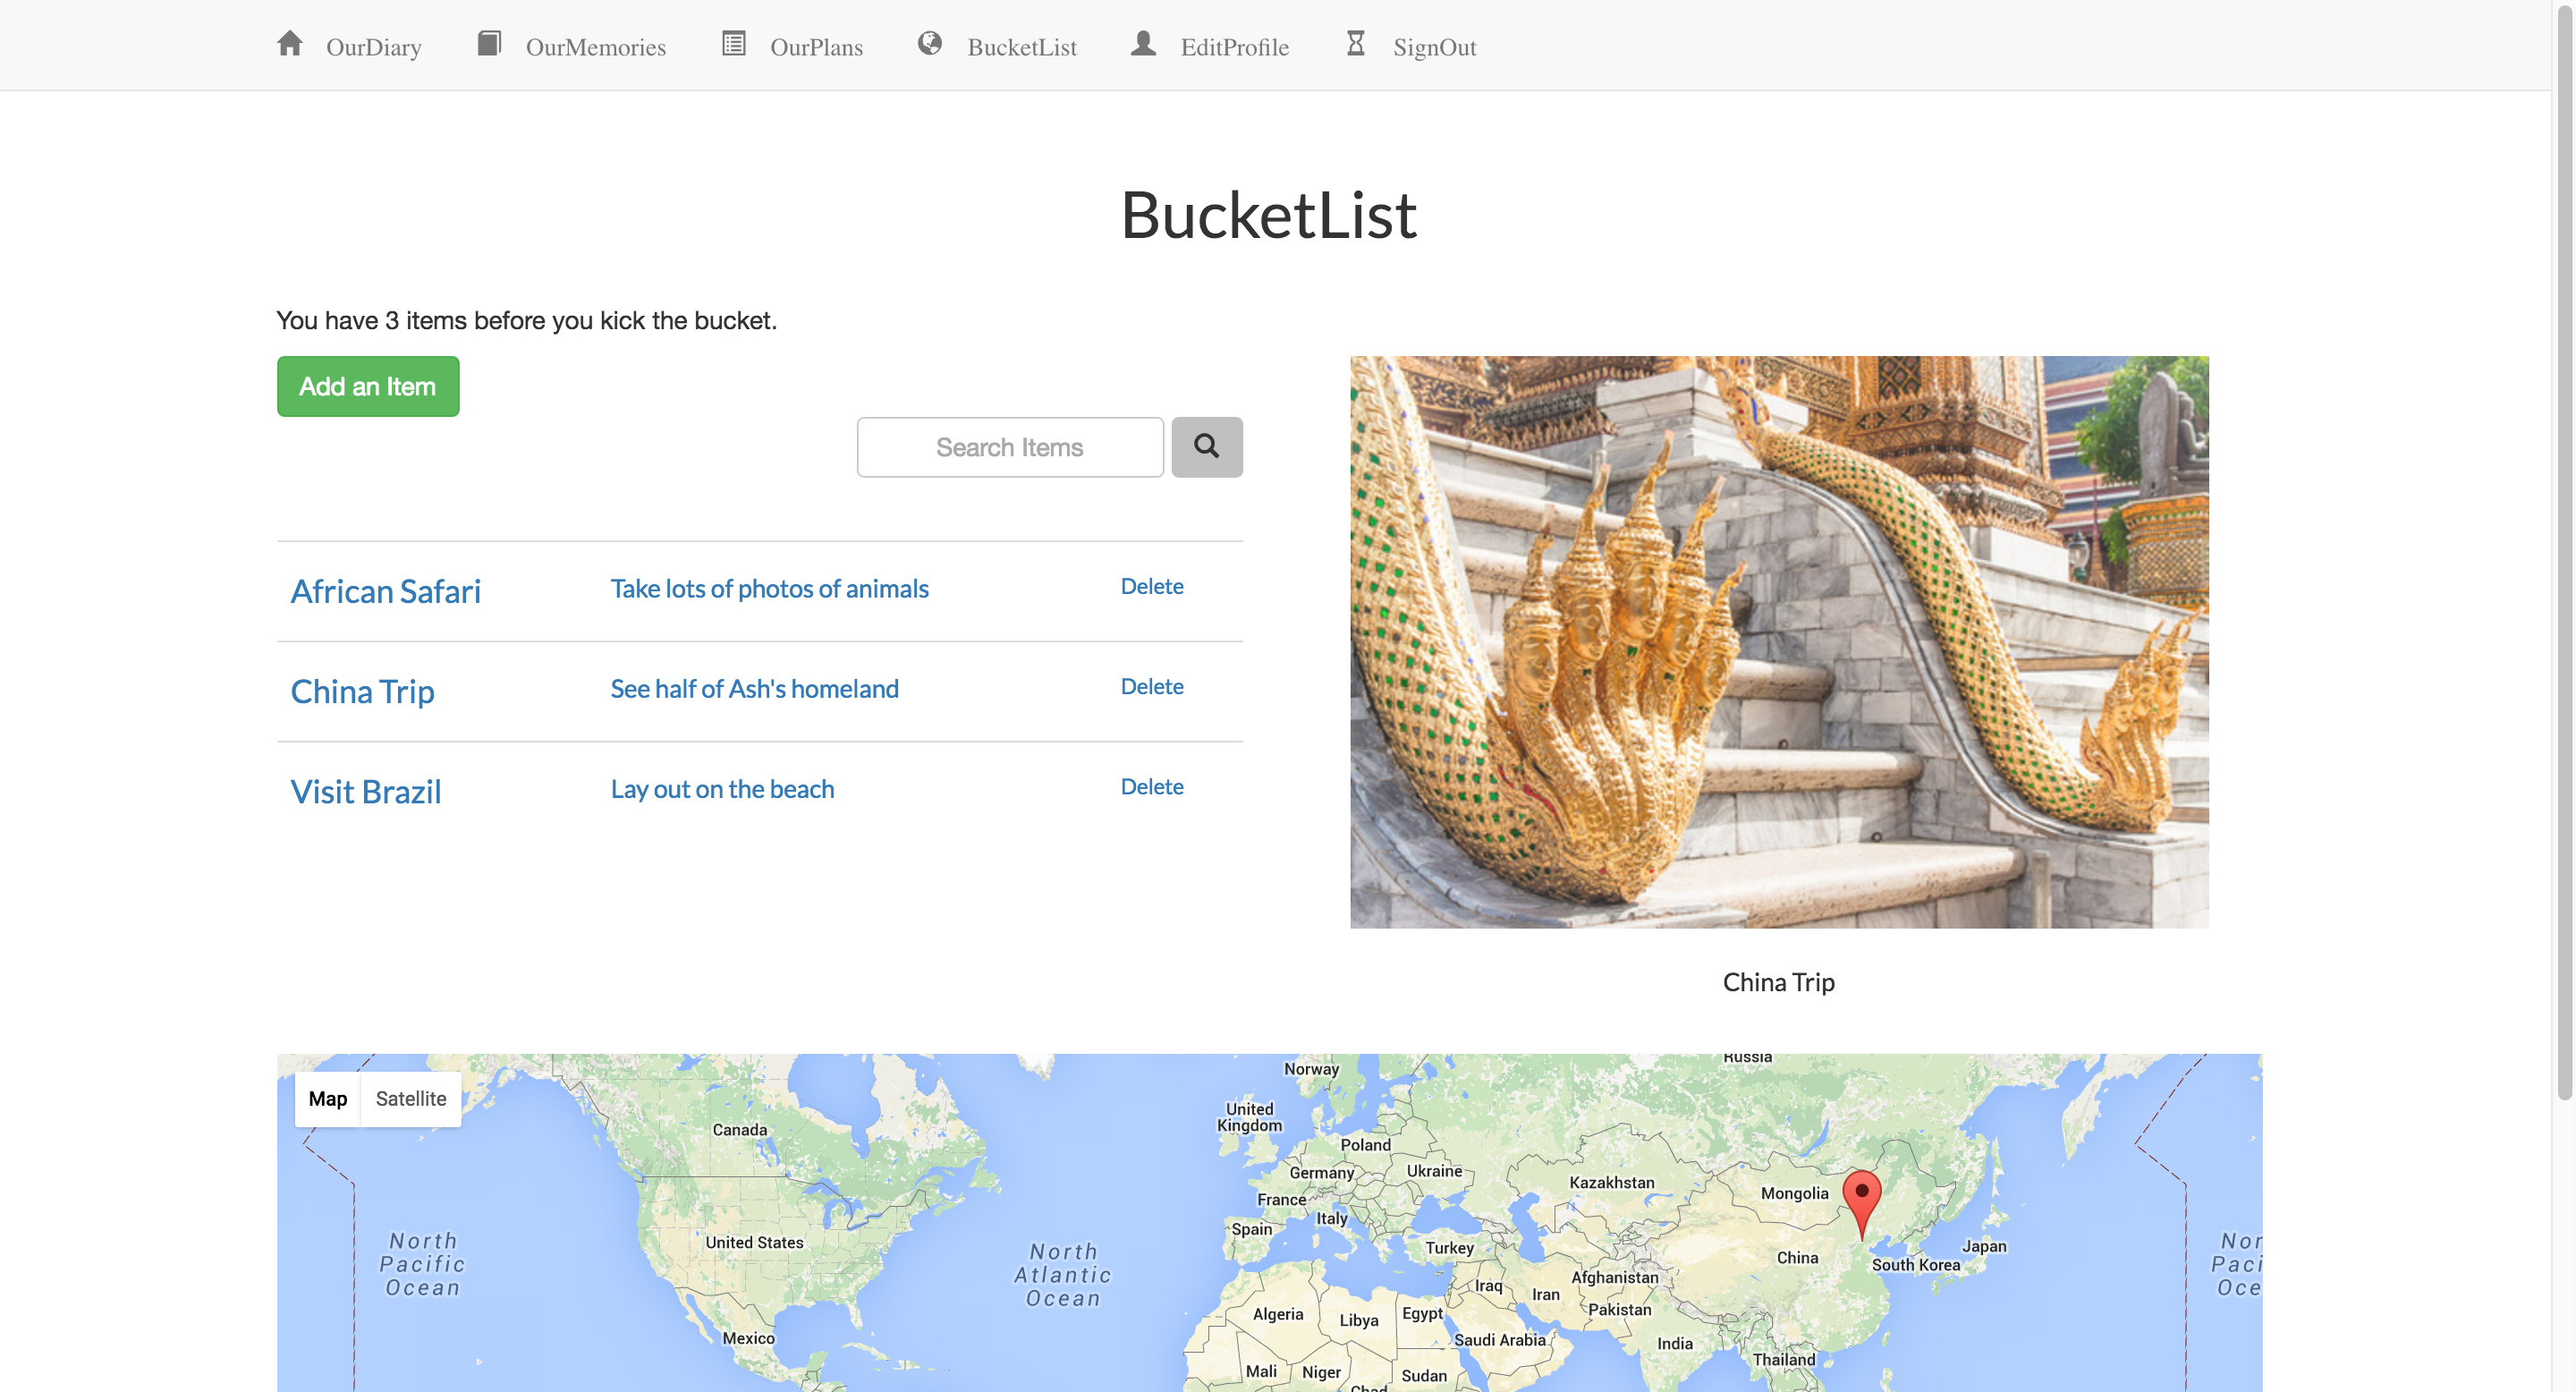 OurDiary OurMemories OurPlans BucketList EditProfile SignOut
BucketList
You have 3 items before you kick the bucket.
Add an Item
Search Items
African Safari Take lots of photos of animals Delete
China Trip See half of Ash's homeland Delete
Visit Brazil Lay out on the beach Delete
China Trip
Map Satellite
Russia
Norway
United
Kingdom
Canada
Poland
Ukraine
Germany
Kazakhstan
Mongolia
France
Italy
Spain
United States
Turkey
China
Japan
South Korea
North
Pacific
Ocean
North
Atlantic
Ocean
Nor
Paci
Oce
Afghanistan
Iraq
Iran
Pakistan
Algeria
Libya
Egypt
Saudi Arabia
India
Mexico
Thailand
Mali
Niger
Sudan
Chad